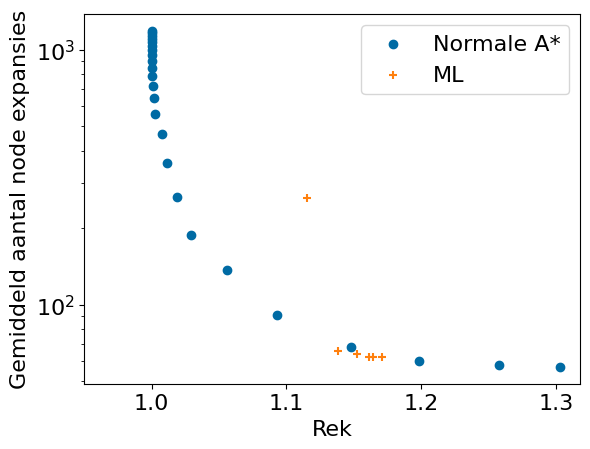 Gemiddeld aantal node expansies
10³
10²
Normale A*
ML
1.0 1.1 1.2 1.3
Rek